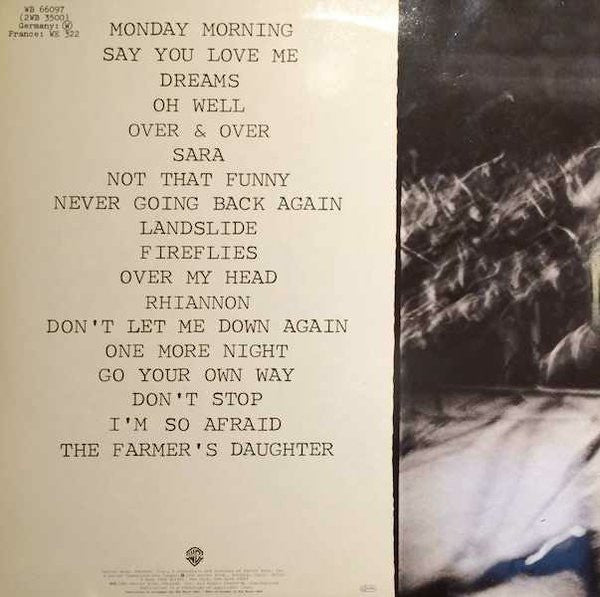 WB 66097
(2WB 3500)
Germany: W
France: WE 322
MONDAY MORNING
SAY YOU LOVE ME
DREAMS
OH WELL
OVER & OVER
SARA
NOT THAT FUNNY
NEVER GOING BACK AGAIN
LANDSLIDE
FIREFLIES
OVER MY HEAD
RHIANNON
DON'T LET ME DOWN AGAIN
ONE MORE NIGHT
GO YOUR OWN WAY
DON'T STOP
I'M SO AFRAID
THE FARMER'S DAUGHTER